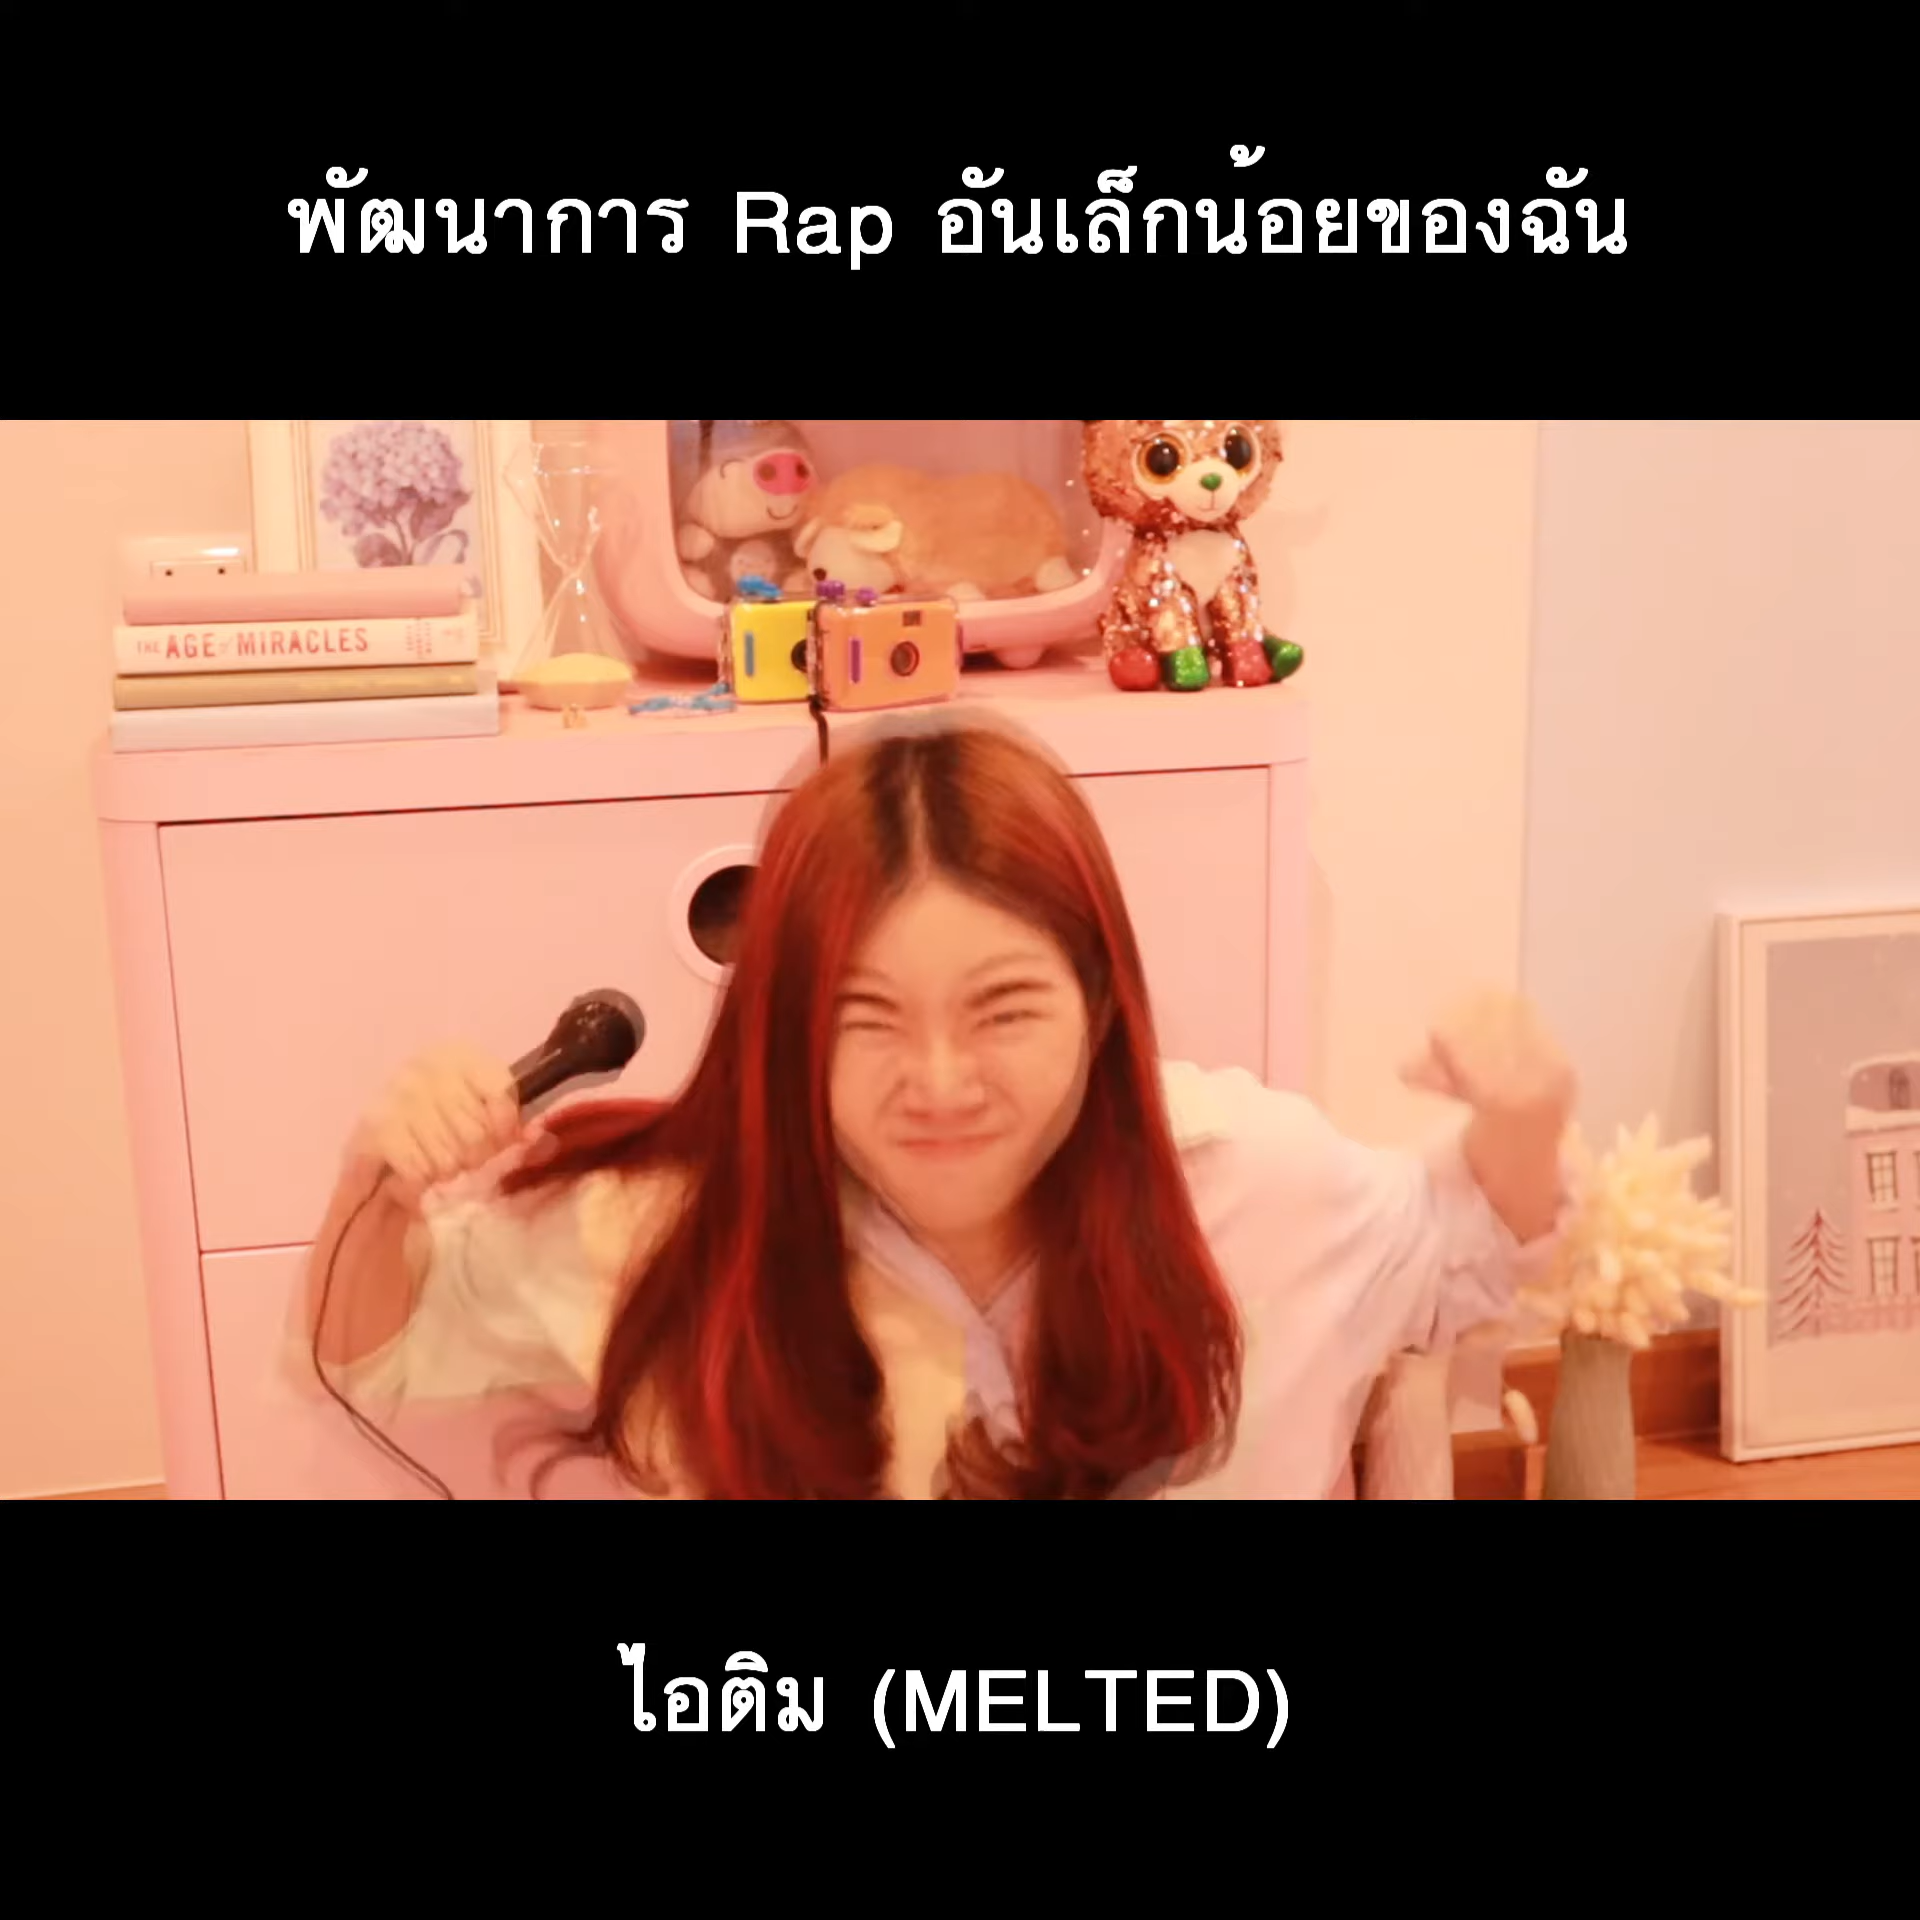 พัฒนาการ Rap อันเล็กน้อยของฉัน
THE AGE of MIRACLES
ไอติม (MELTED)